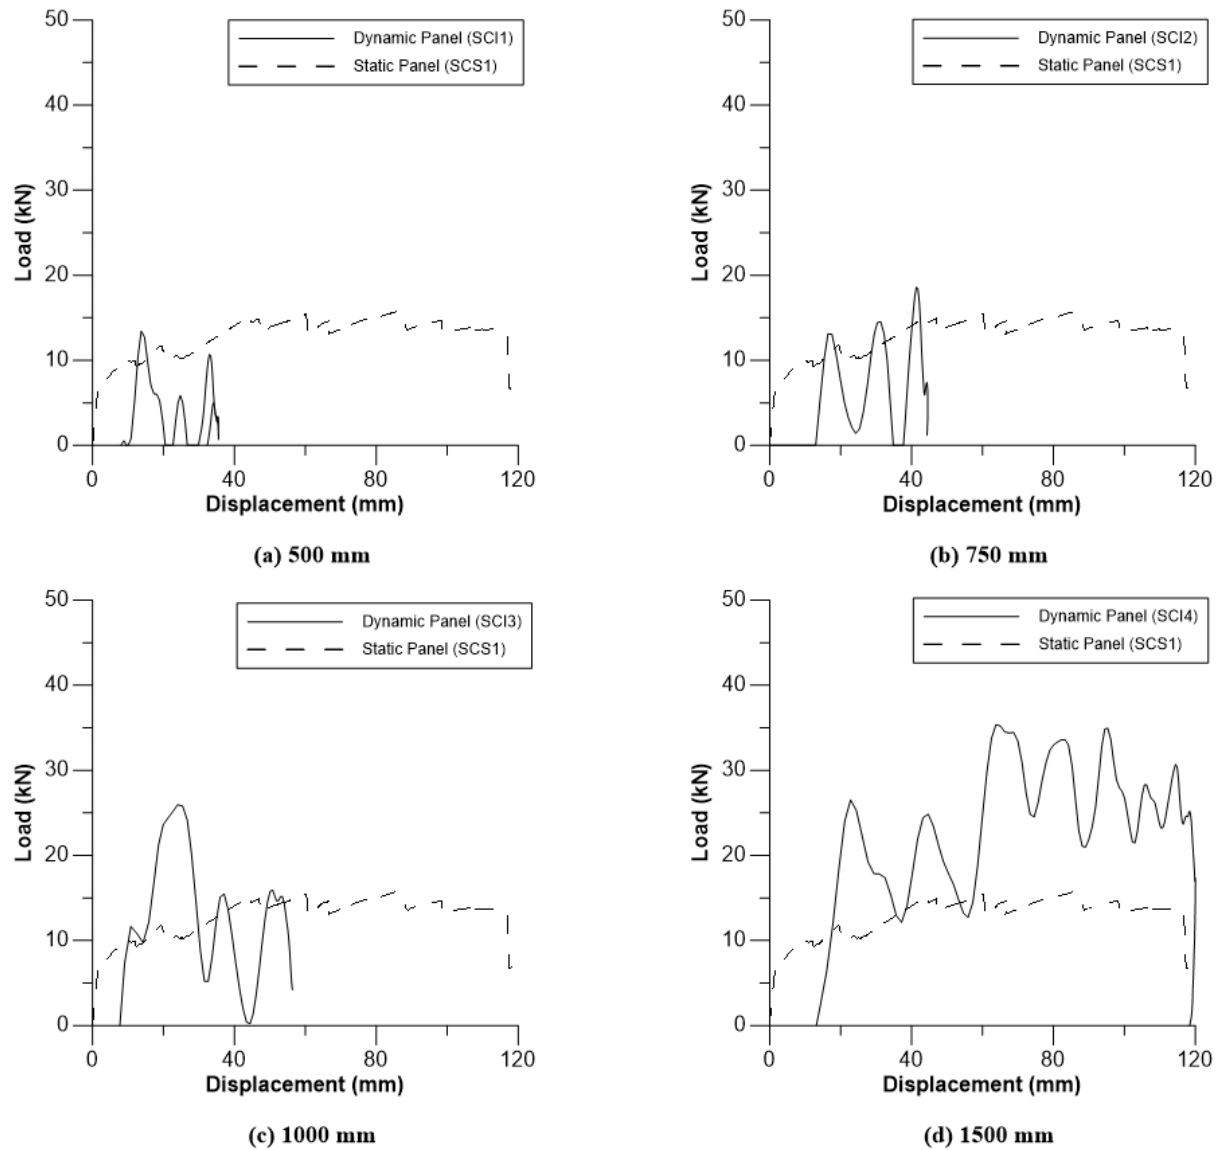 50
40
30
20
10
0
Load (kN)
Dynamic Panel (SCI1)
Static Panel (SCS1)
0 40 80 120
Displacement (mm)
(a) 500 mm
50
40
30
20
10
0
Load (kN)
Dynamic Panel (SCI2)
Static Panel (SCS1)
0 40 80 120
Displacement (mm)
(b) 750 mm
50
40
30
20
10
0
Load (kN)
Dynamic Panel (SCI3)
Static Panel (SCS1)
0 40 80 120
Displacement (mm)
(c) 1000 mm
50
40
30
20
10
0
Load (kN)
Dynamic Panel (SCI4)
Static Panel (SCS1)
0 40 80 120
Displacement (mm)
(d) 1500 mm